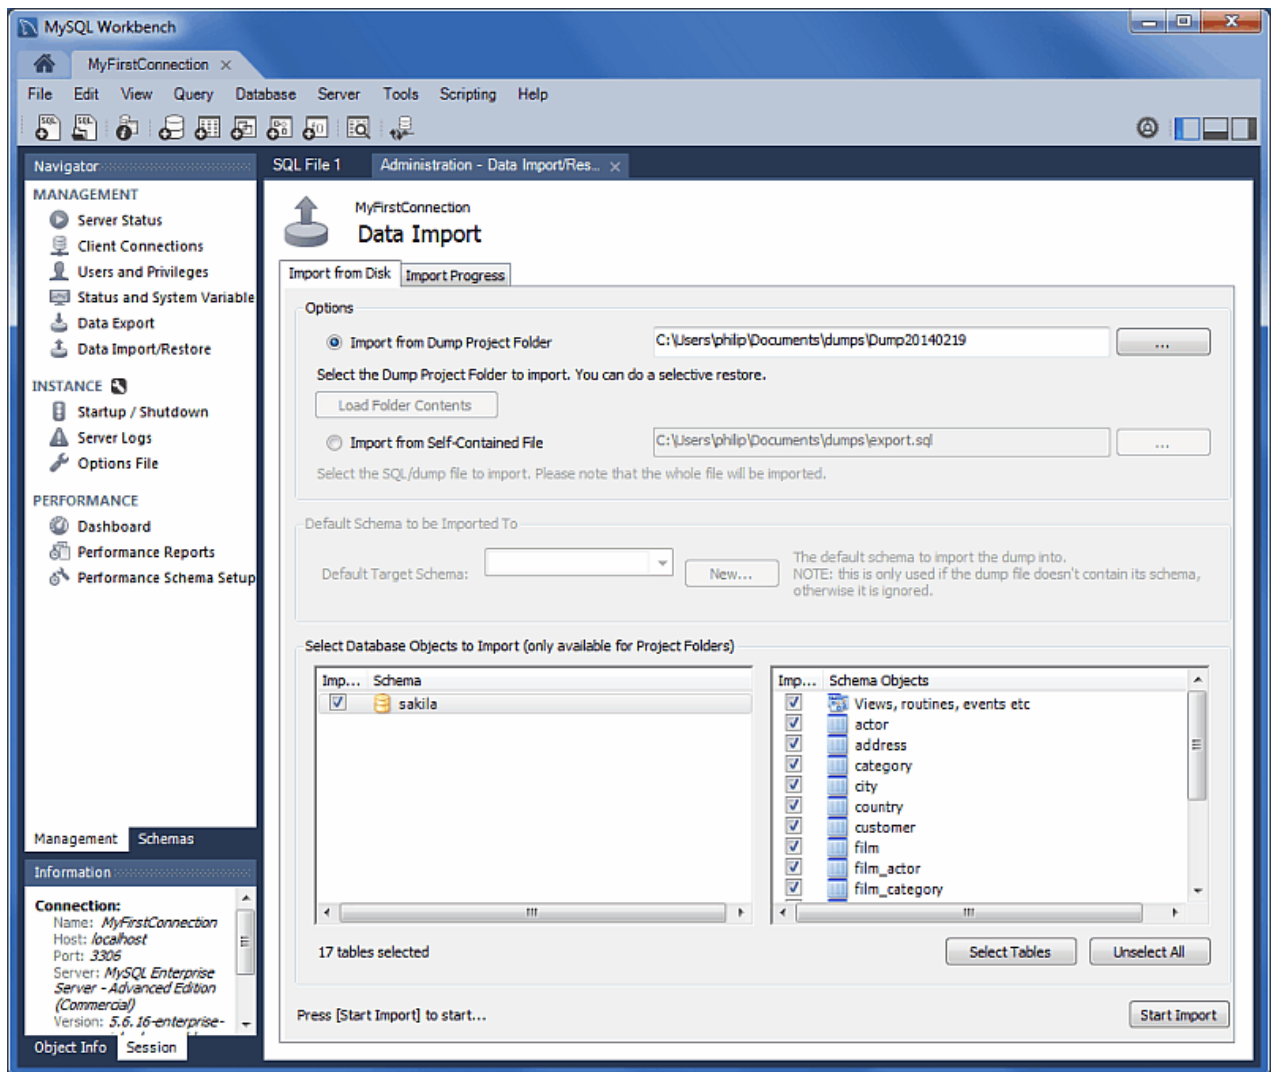 MySQL Workbench
MyFirstConnection
File Edit View Query Database Server Tools Scripting Help
Navigator
SQL File 1 Administration - Data Import/Res...
MANAGEMENT
Server Status
Client Connections
Users and Privileges
Status and System Variable
Data Export
Data Import/Restore
INSTANCE
Startup / Shutdown
Server Logs
Options File
PERFORMANCE
Dashboard
Performance Reports
Performance Schema Setup
Management Schemas
Information
Connection:
Name: MyFirstConnection
Host: localhost
Port: 3306
Server: MySQL Enterprise
Server - Advanced Edition
(Commercial)
Version: 5.6.16-enterprise-
Object Info Session
MyFirstConnection
Data Import
Import from Disk Import Progress
Options
Import from Dump Project Folder C:\Users\philip\Documents\dumps\Dump20140219 ...
Select the Dump Project Folder to import. You can do a selective restore.
Load Folder Contents
Import from Self-Contained File C:\Users\philip\Documents\dumps\export.sql ...
Select the SQL/dump file to import. Please note that the whole file will be imported.
Default Schema to be Imported To
Default Target Schema: New...
The default schema to import the dump into.
NOTE: this is only used if the dump file doesn't contain its schema,
otherwise it is ignored.
Select Database Objects to Import (only available for Project Folders)
Imp... Schema
sakila
Imp... Schema Objects
Views, routines, events etc
actor
address
category
city
country
customer
film
film_actor
film_category
17 tables selected
Select Tables Unselect All
Press [Start Import] to start...
Start Import